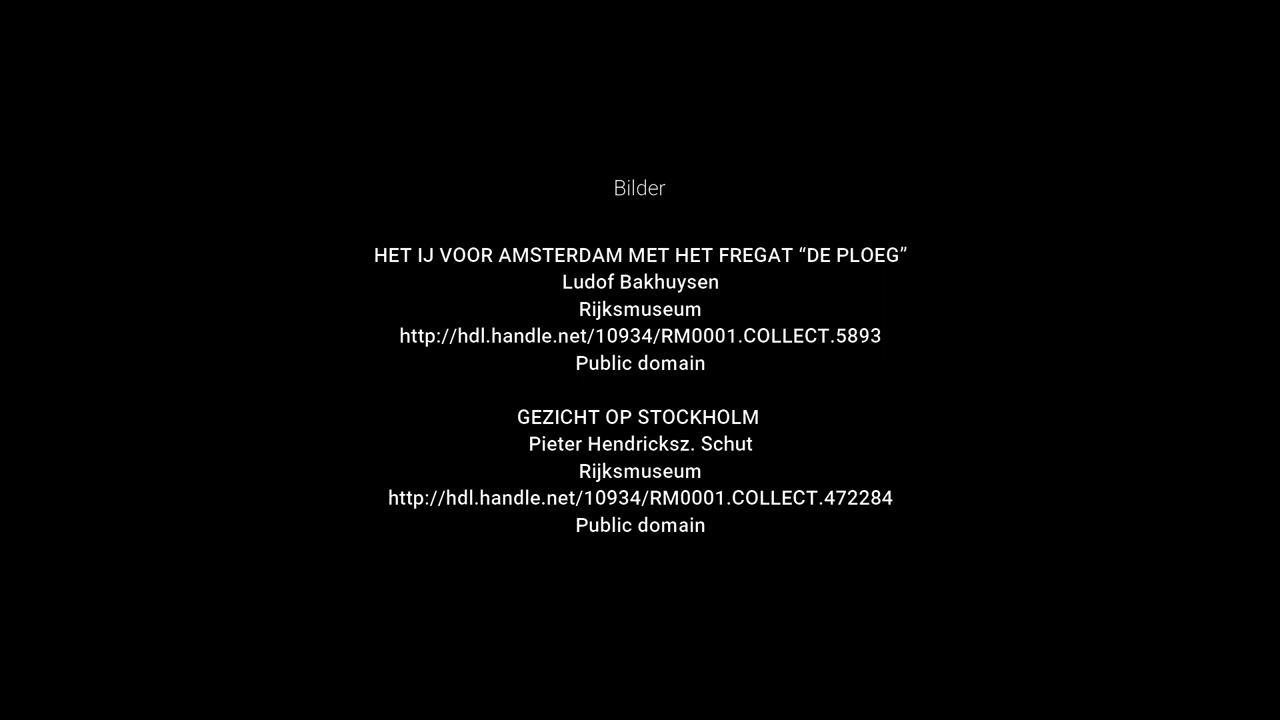 Bilder
HET IJ VOOR AMSTERDAM MET HET FREGAT “DE PLOEG”
Ludof Bakhuysen
Rijksmuseum
http://hdl.handle.net/10934/RM0001.COLLECT.5893
Public domain
GEZICHT OP STOCKHOLM
Pieter Hendricksz. Schut
Rijksmuseum
http://hdl.handle.net/10934/RM0001.COLLECT.472284
Public domain